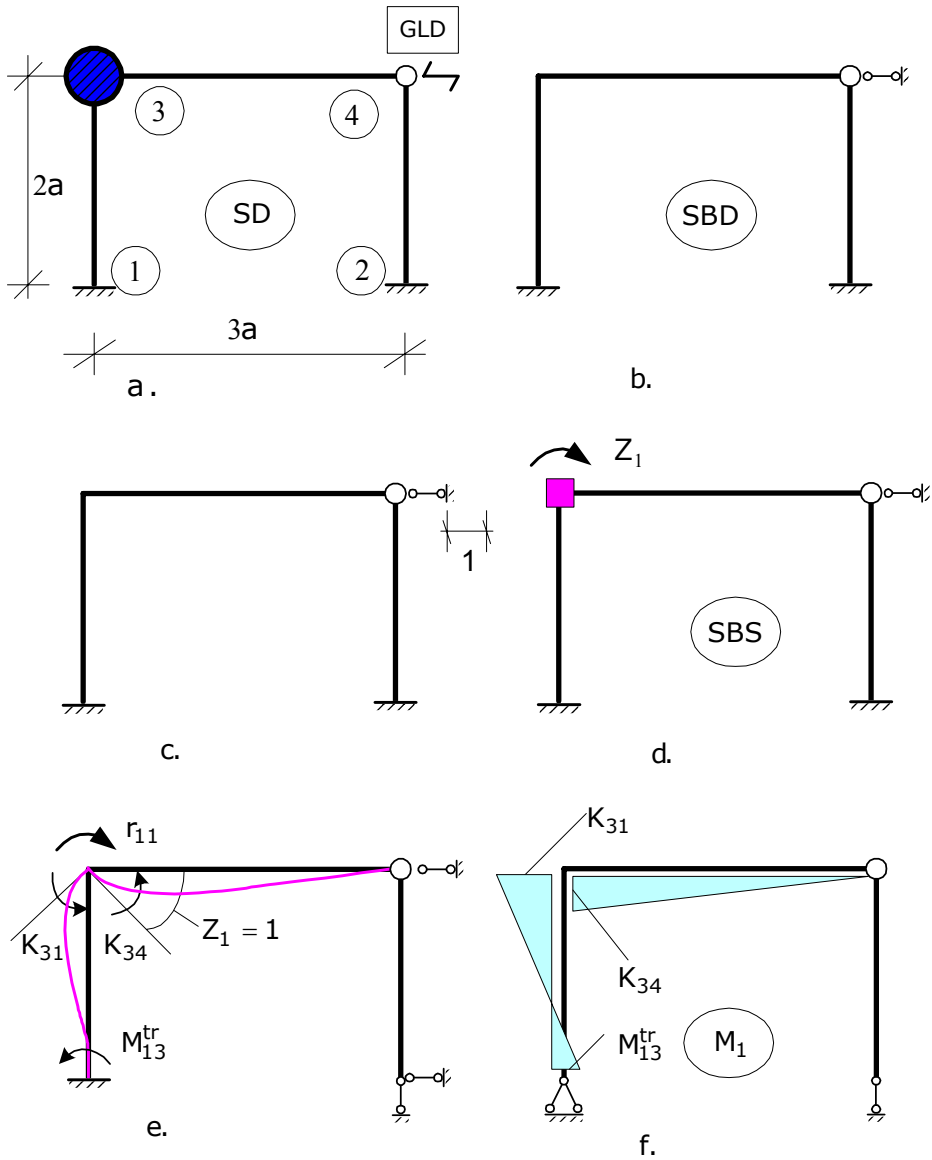 GLD
3
4
2a
SD
SBD
1
2
3a
a.
b.
Z₁
1
SBS
c.
d.
r₁₁
K₃₁
K₃₁
K₃₄
Z₁ = 1
K₃₄
M₁₃ᵗʳ
M₁₃ᵗʳ
M₁
e.
f.